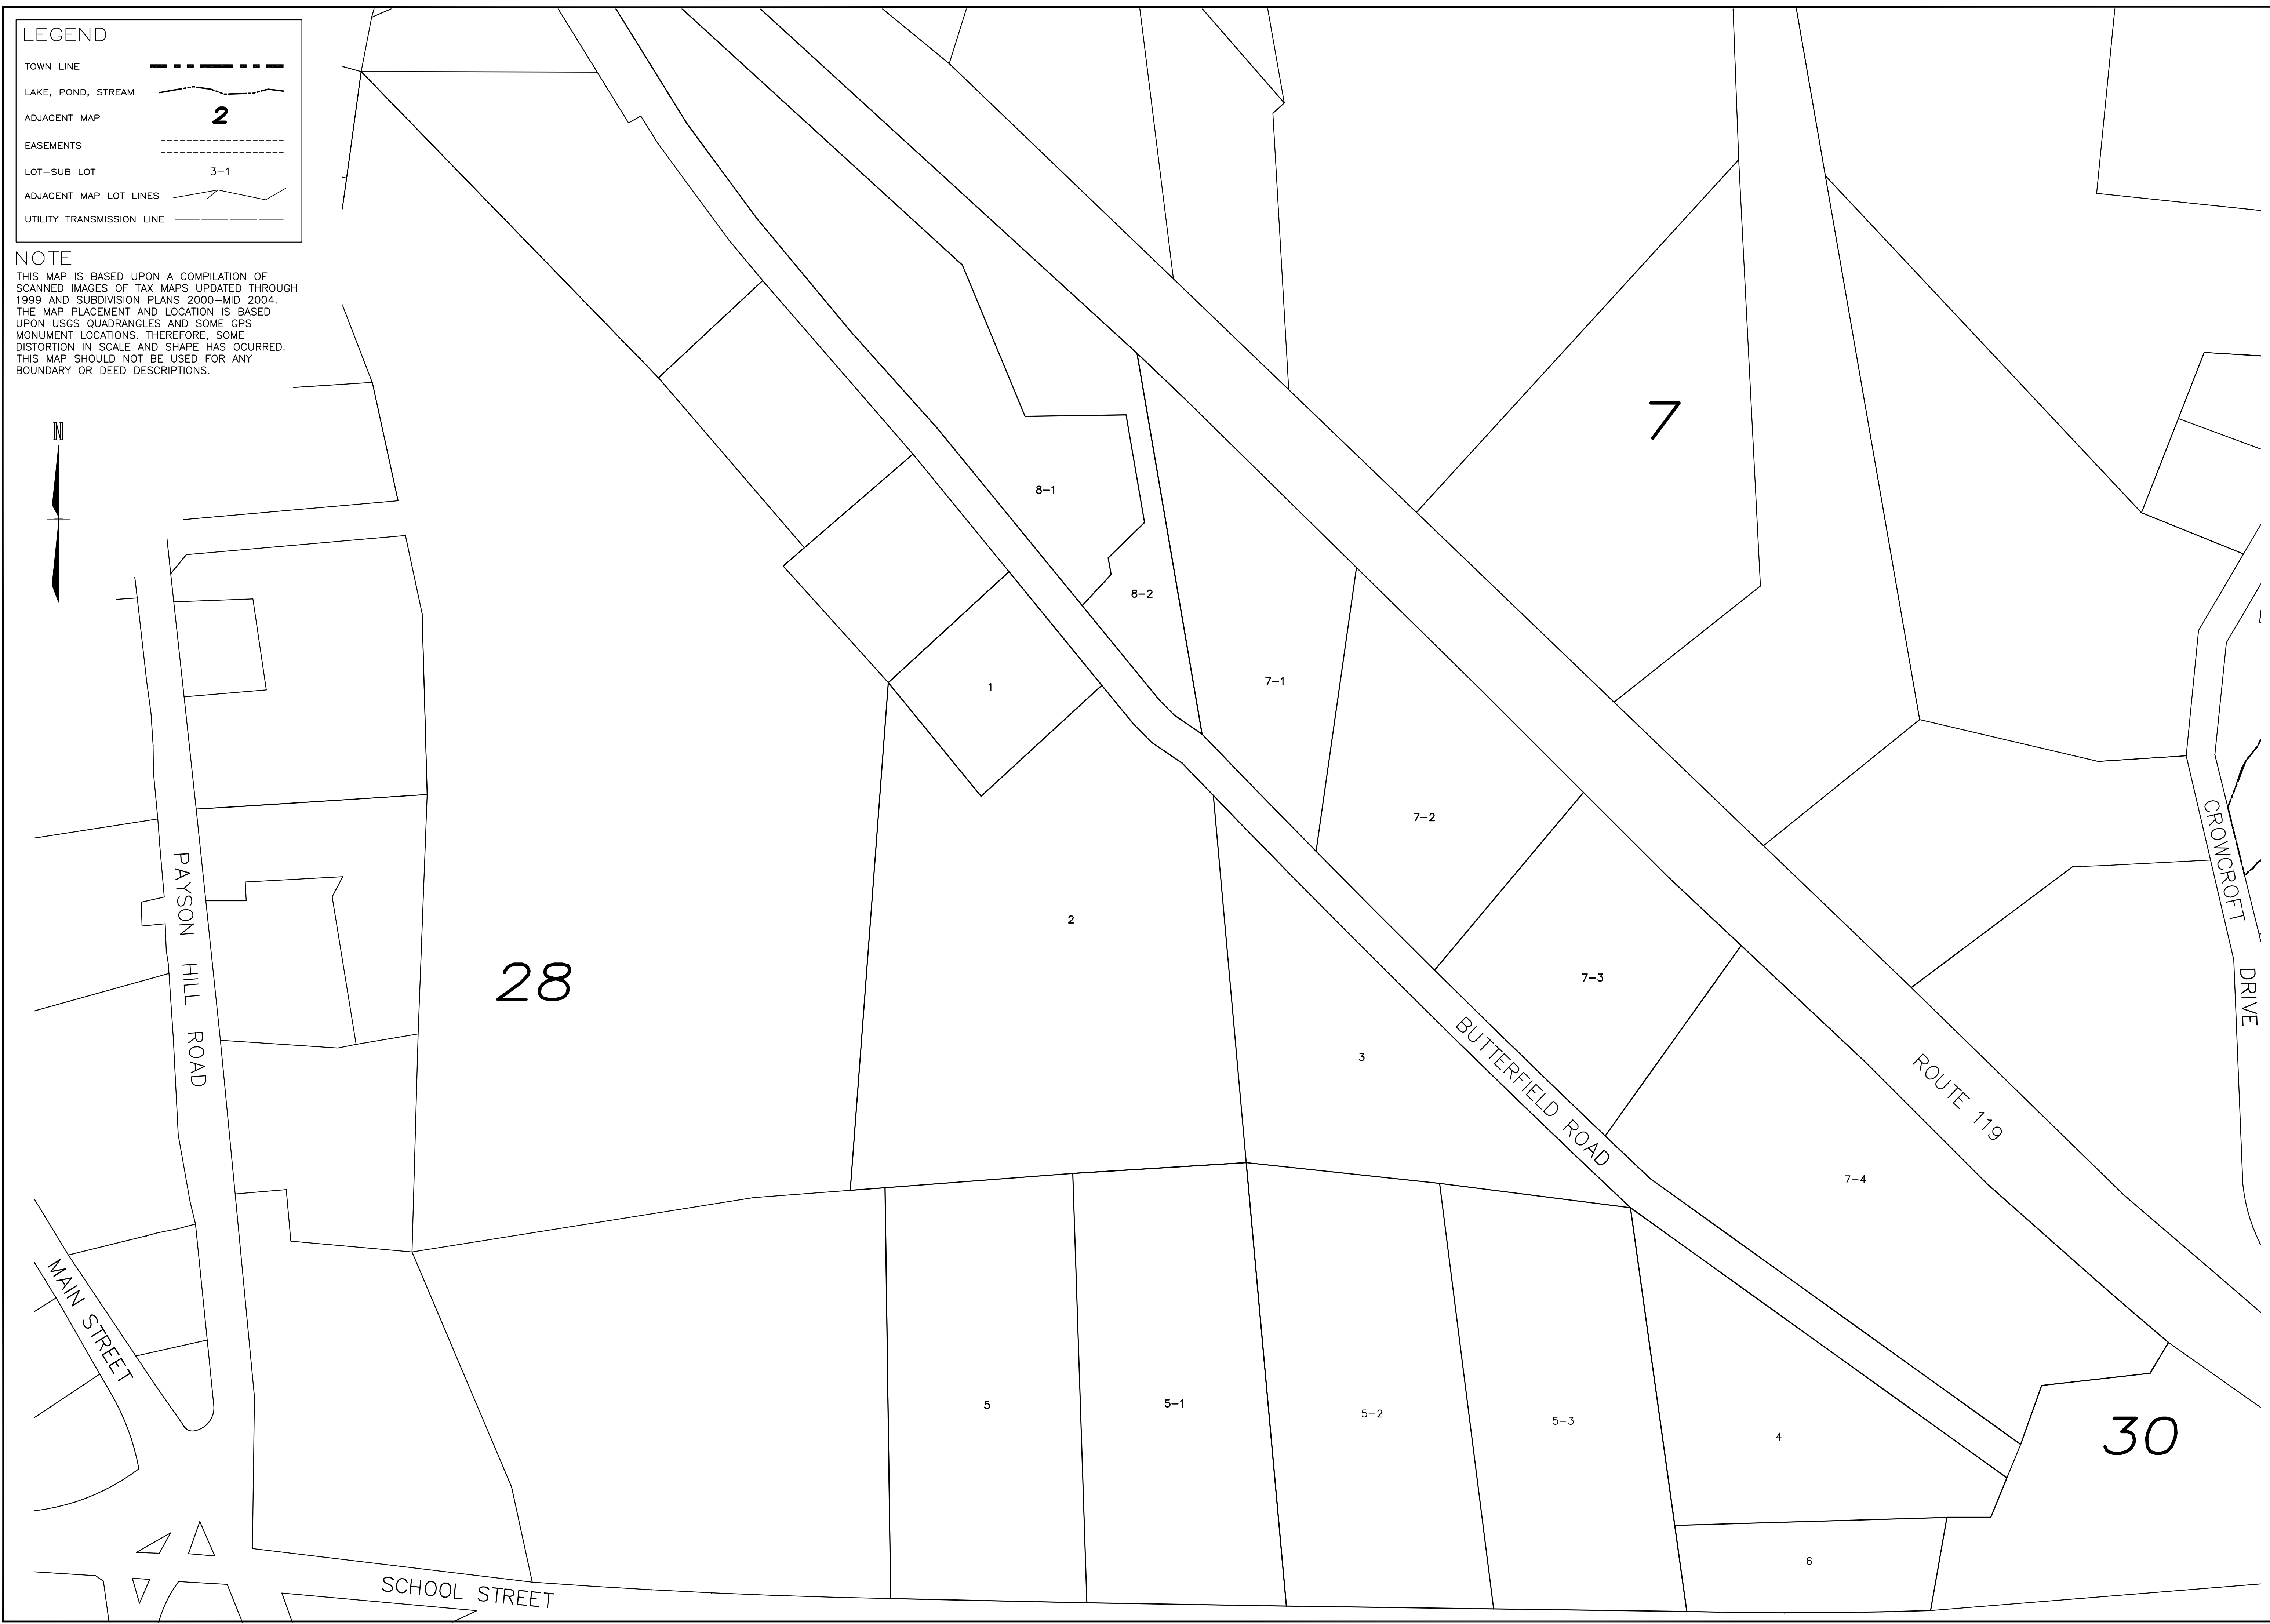 LEGEND
TOWN LINE
LAKE, POND, STREAM
ADJACENT MAP 2
EASEMENTS
LOT-SUB LOT 3-1
ADJACENT MAP LOT LINES
UTILITY TRANSMISSION LINE
NOTE
THIS MAP IS BASED UPON A COMPILATION OF
SCANNED IMAGES OF TAX MAPS UPDATED THROUGH
1999 AND SUBDIVISION PLANS 2000-MID 2004.
THE MAP PLACEMENT AND LOCATION IS BASED
UPON USGS QUADRANGLES AND SOME GPS
MONUMENT LOCATIONS. THEREFORE, SOME
DISTORTION IN SCALE AND SHAPE HAS OCURRED.
THIS MAP SHOULD NOT BE USED FOR ANY
BOUNDARY OR DEED DESCRIPTIONS.
N
7
8-1
8-2
7-1
1
7-2
CROWCROFT DRIVE
PAYSON HILL ROAD
2
28
7-3
3
BUTTERFIELD ROAD
ROUTE 119
7-4
MAIN STREET
5
5-1
5-2
5-3
4
30
6
SCHOOL STREET